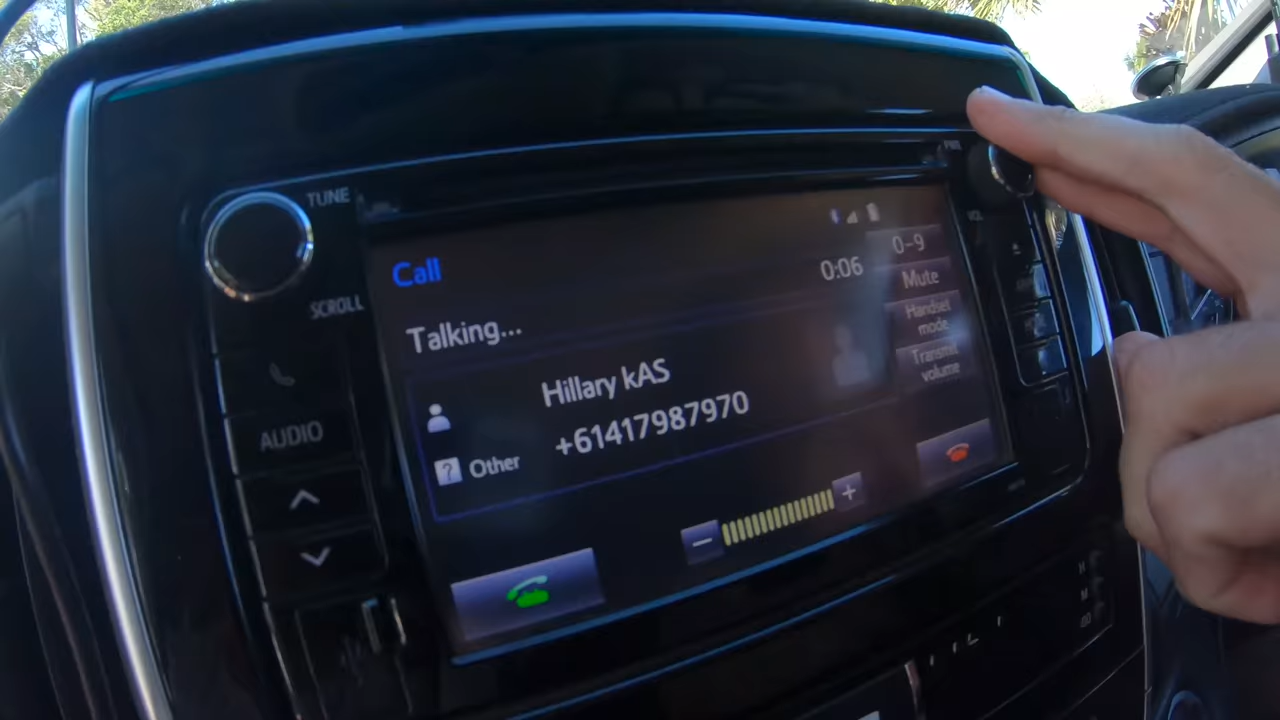 TUNE
SCROLL
AUDIO
PWR
VOL
Call
0:06
0-9
Mute
Handset
mode
Transmit
volume
Talking...
Hillary kAS
+61417987970
? Other
−
+